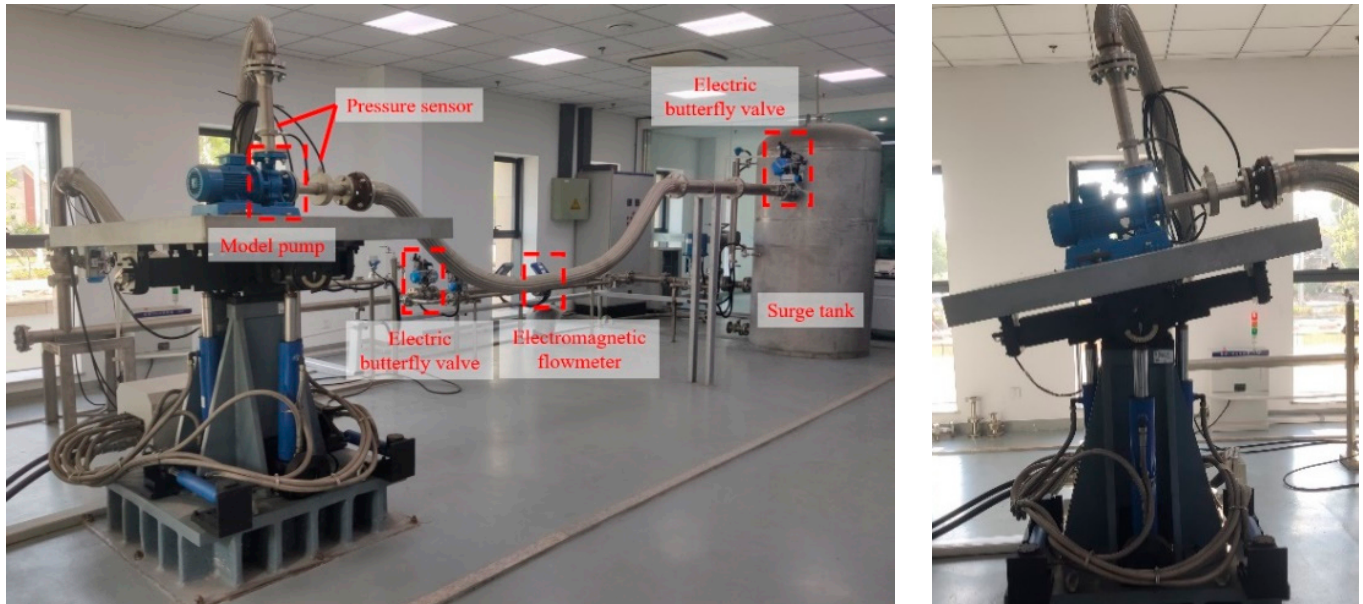 Electric
butterfly valve
Pressure sensor
Model pump
Surge tank
Electric
butterfly valve
Electromagnetic
flowmeter